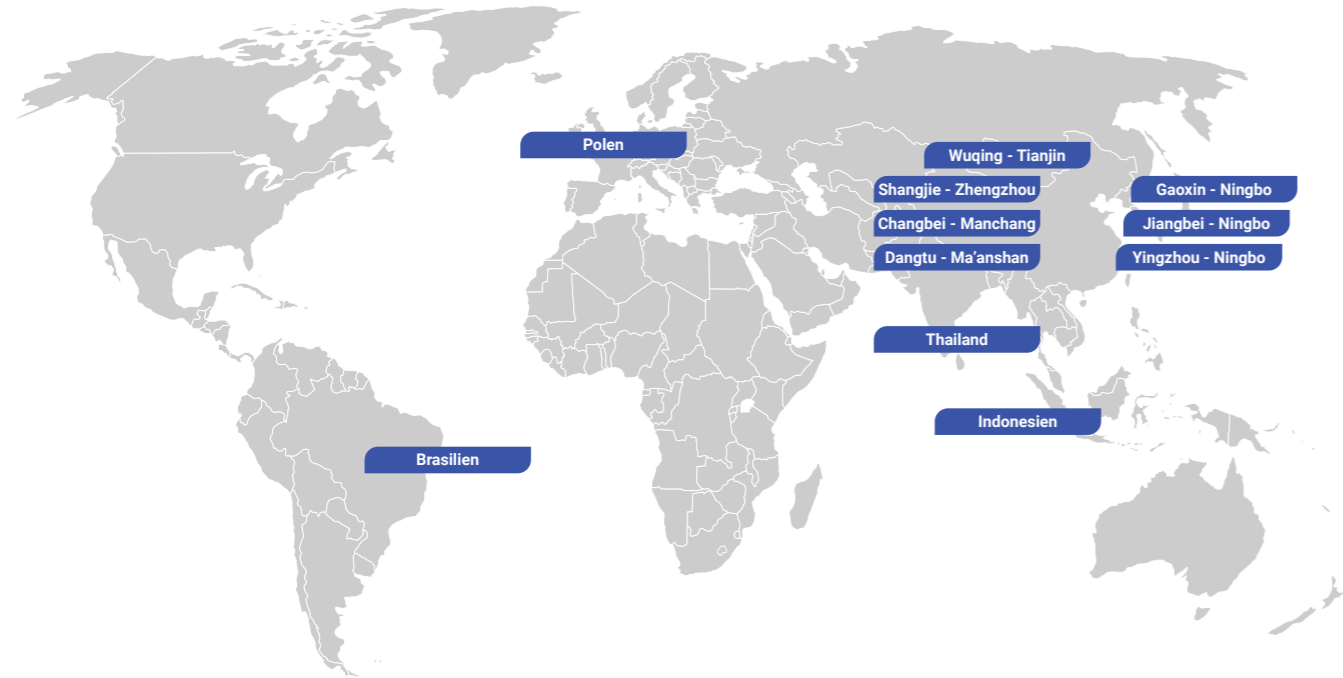 Polen
Wuqing - Tianjin
Shangjie - Zhengzhou
Gaoxin - Ningbo
Changbei - Manchang
Jiangbei - Ningbo
Dangtu - Ma’anshan
Yingzhou - Ningbo
Thailand
Indonesien
Brasilien